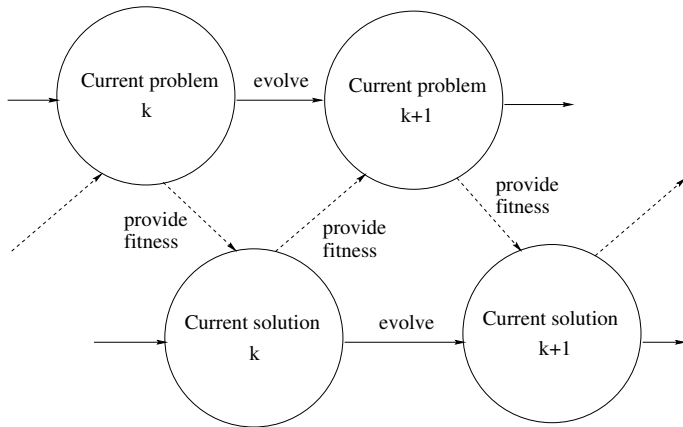 Current problem
k
evolve
Current problem
k+1
provide
fitness
provide
fitness
provide
fitness
Current solution
k
evolve
Current solution
k+1